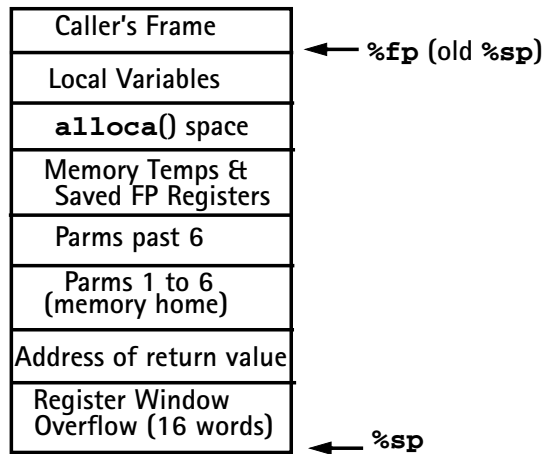 Caller's Frame
%fp (old %sp)
Local Variables
alloca() space
Memory Temps &
Saved FP Registers
Parms past 6
Parms 1 to 6
(memory home)
Address of return value
Register Window
Overflow (16 words)
%sp